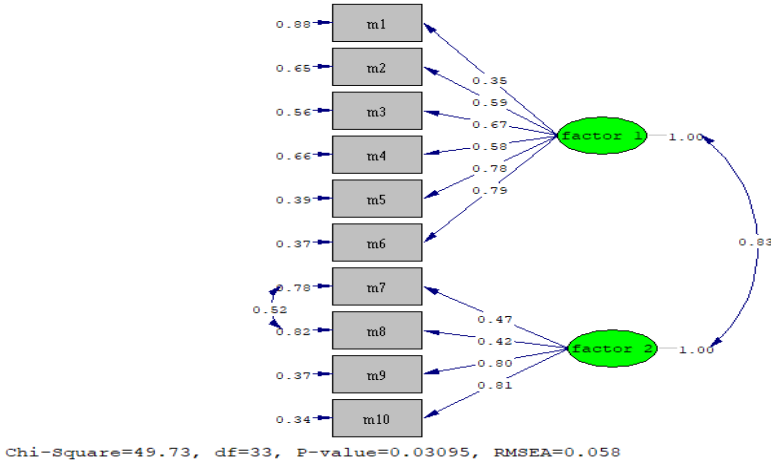 0.88 m1
0.35
0.65 m2
0.59
0.56 m3
0.67
factor 1 1.00
0.66 m4
0.58
0.78
0.39 m5
0.79
0.37 m6
0.83
0.78 m7
0.52
0.47
0.82 m8
0.42
factor 2 1.00
0.80
0.37 m9
0.81
0.34 m10
Chi-Square=49.73, df=33, P-value=0.03095, RMSEA=0.058